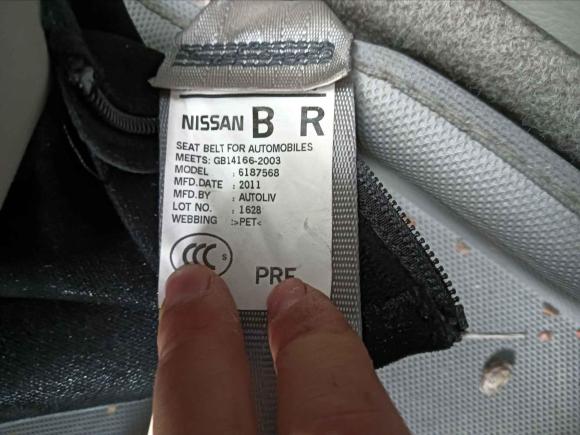 NISSAN B R
SEAT BELT FOR AUTOMOBILES
MEETS: GB14166-2003
MODEL : 6187568
MFD.DATE : 2011
MFD.BY : AUTOLIV
LOT NO. : 1628
WEBBING :>PET<
CCC S
PRE